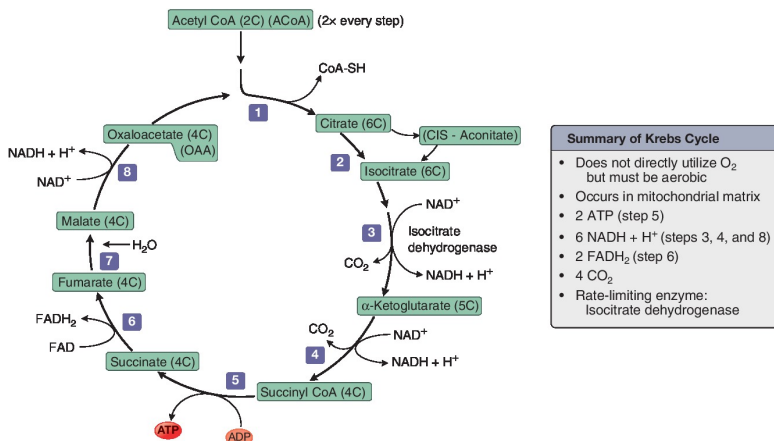 Acetyl CoA (2C) (ACoA) (2x every step)
CoA-SH
1
Citrate (6C)
(CIS - Aconitate)
2
Isocitrate (6C)
3
NAD⁺
Isocitrate
dehydrogenase
CO₂
NADH + H⁺
α-Ketoglutarate (5C)
CO₂
NAD⁺
4
NADH + H⁺
Succinyl CoA (4C)
5
ATP
ADP
Succinate (4C)
6
FADH₂
FAD
Fumarate (4C)
7
H₂O
Malate (4C)
8
NADH + H⁺
NAD⁺
Oxaloacetate (4C)
(OAA)
Summary of Krebs Cycle
• Does not directly utilize O₂
but must be aerobic
• Occurs in mitochondrial matrix
• 2 ATP (step 5)
• 6 NADH + H⁺ (steps 3, 4, and 8)
• 2 FADH₂ (step 6)
• 4 CO₂
• Rate-limiting enzyme:
Isocitrate dehydrogenase